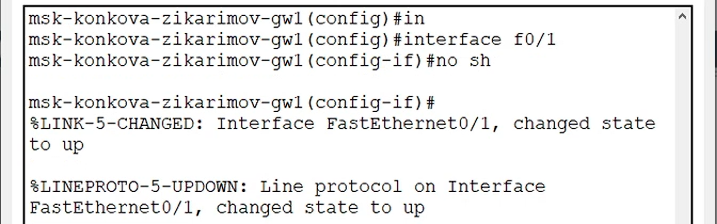 msk-konkova-zikarimov-gw1(config)#in
msk-konkova-zikarimov-gw1(config)#interface f0/1
msk-konkova-zikarimov-gw1(config-if)#no sh
msk-konkova-zikarimov-gw1(config-if)#
%LINK-5-CHANGED: Interface FastEthernet0/1, changed state
to up
%LINEPROTO-5-UPDOWN: Line protocol on Interface
FastEthernet0/1, changed state to up